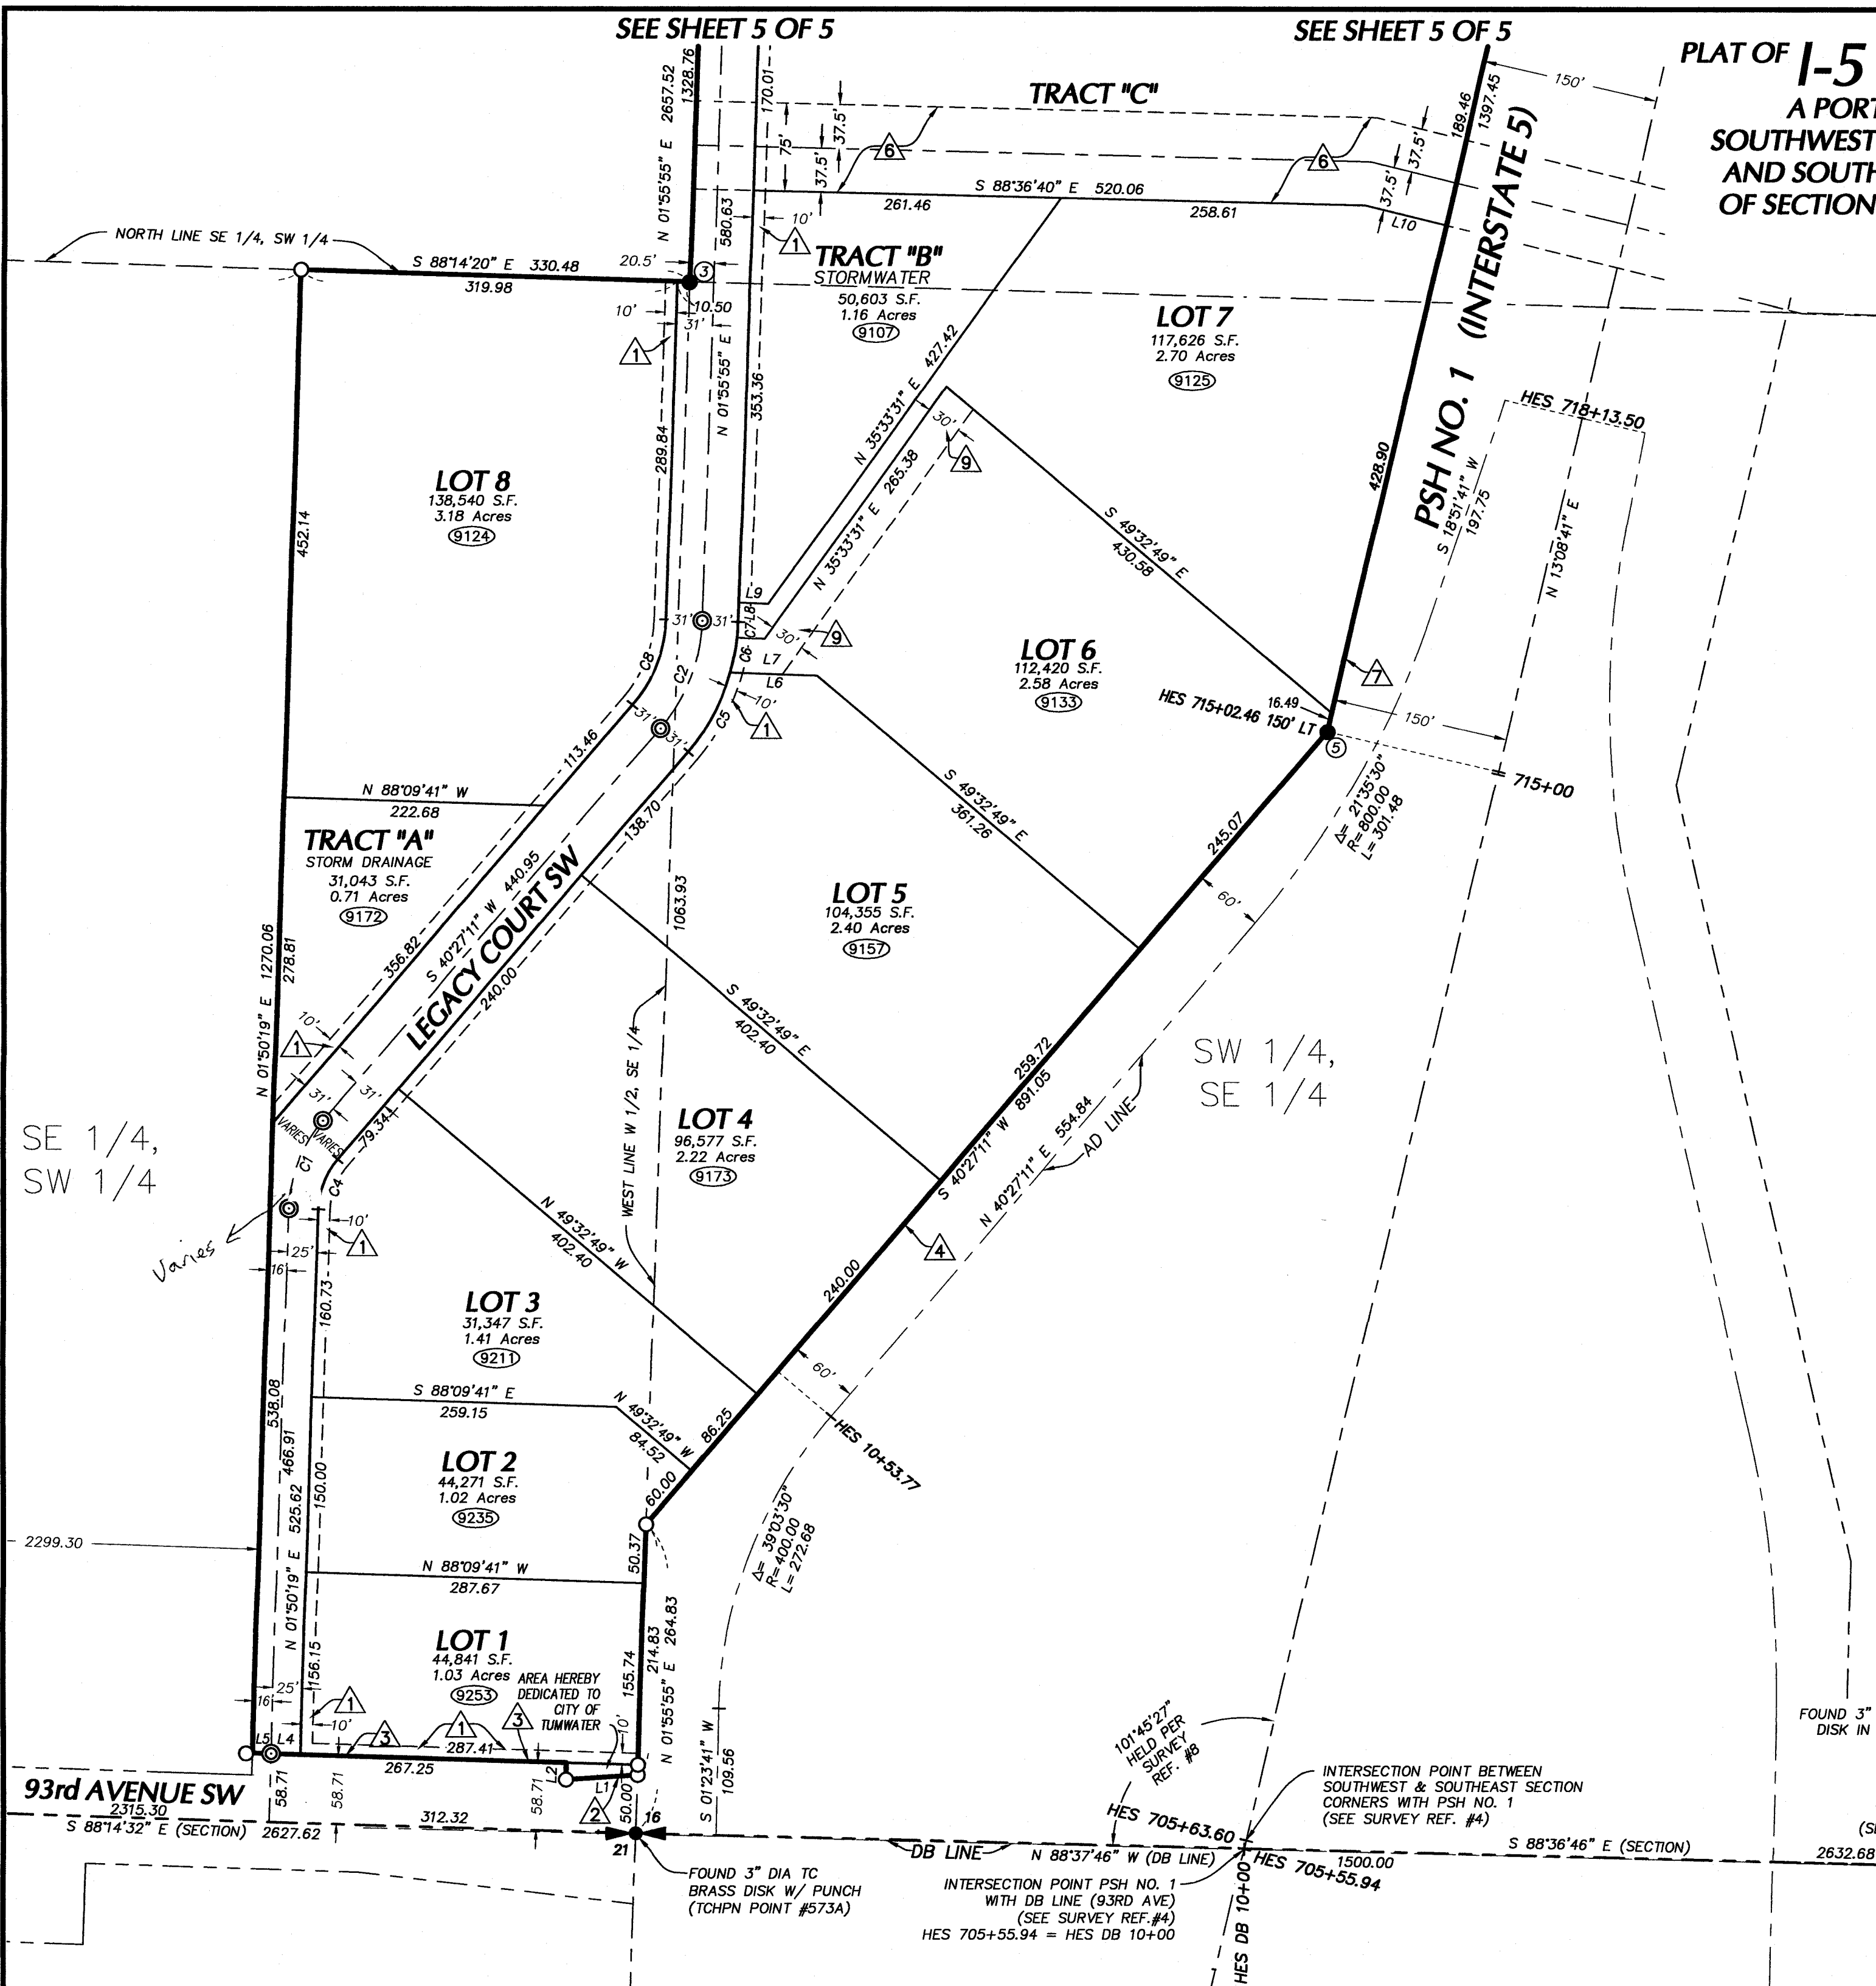 SEE SHEET 5 OF 5
SEE SHEET 5 OF 5
PLAT OF I-5
A PORT
SOUTHWEST
AND SOUTH
OF SECTION
N 01°55'55" E 2657.52
1328.76
170.01
TRACT "C"
189.46
1397.45
150'
75'
37.5'
37.5'
6
6
37.5'
37.5'
S 88°36'40" E 520.06
261.46
258.61
L10
NORTH LINE SE 1/4, SW 1/4
S 88°14'20" E 330.48
319.98
20.5'
3
580.63
10'
1
10'
10.50
31'
1
TRACT "B"
STORMWATER
50,603 S.F.
1.16 Acres
9107
LOT 7
117,626 S.F.
2.70 Acres
9125
PSH NO. 1 (INTERSTATE 5)
N 01°55'55" E
353.36
N 35°33'31" E 427.42
N 35°33'31" E 265.38
30'
9
428.90
HES 718+13.50
S 18°51'41" W
197.75
N 13°08'41" E
452.14
289.84
LOT 8
138,540 S.F.
3.18 Acres
9124
S 49°32'49" E
430.58
L9
L8
C7
31'
31'
30'
9
C6
L7
L6
C8
C2
31'
31'
C5
10'
1
LOT 6
112,420 S.F.
2.58 Acres
9133
7
16.49
HES 715+02.46 150' LT
5
150'
715+00
Δ= 21°35'30"
R=800.00
L=301.48
113.46
N 88°09'41" W
222.68
138.70
S 49°32'49" E
361.26
245.07
60'
TRACT "A"
STORM DRAINAGE
31,043 S.F.
0.71 Acres
9172
S 40°27'11" W 440.95
LEGACY COURT SW
356.82
240.00
1063.93
LOT 5
104,355 S.F.
2.40 Acres
9157
N 01°50'19" E 1270.06
278.81
10'
1
31'
31'
S 49°32'49" E
402.40
WEST LINE W 1/2, SE 1/4
259.72
S 40°27'11" W 891.05
N 40°27'11" E 554.84
AD LINE
SW 1/4,
SE 1/4
SE 1/4,
SW 1/4
VARIES
VARIES
79.34
C1
C4
LOT 4
96,577 S.F.
2.22 Acres
9173
Varies
10'
1
25'
16'
N 49°32'49" W
402.40
4
240.00
160.73
LOT 3
31,347 S.F.
1.41 Acres
9211
60'
S 88°09'41" E
259.15
N 49°32'49" W
84.52
86.25
HES 10+53.77
538.08
466.91
N 01°50'19" E 525.62
150.00
LOT 2
44,271 S.F.
1.02 Acres
9235
60.00
2299.30
50.37
Δ= 39°03'30"
R=400.00
L=272.68
N 88°09'41" W
287.67
LOT 1
44,841 S.F.
1.03 Acres
9253
AREA HEREBY
DEDICATED TO
CITY OF
TUMWATER
156.15
155.74
214.83
N 01°55'55" E 264.83
25'
16'
1
10'
3
1
3
10'
L5
L4
287.41
267.25
L2
L1
2
50.00
58.71
58.71
58.71
S 01°23'41" W
109.56
101°45'27"
HELD PER
SURVEY
REF. #8
FOUND 3"
DISK IN
93rd AVENUE SW
2315.30
S 88°14'32" E (SECTION) 2627.62
312.32
16
21
FOUND 3" DIA TC
BRASS DISK W/ PUNCH
(TCHPN POINT #573A)
INTERSECTION POINT BETWEEN
SOUTHWEST & SOUTHEAST SECTION
CORNERS WITH PSH NO. 1
(SEE SURVEY REF. #4)
HES 705+63.60
DB LINE
N 88°37'46" W (DB LINE)
HES 705+55.94
1500.00
S 88°36'46" E (SECTION)
2632.68
INTERSECTION POINT PSH NO. 1
WITH DB LINE (93RD AVE)
(SEE SURVEY REF.#4)
HES 705+55.94 = HES DB 10+00
HES DB 10+00